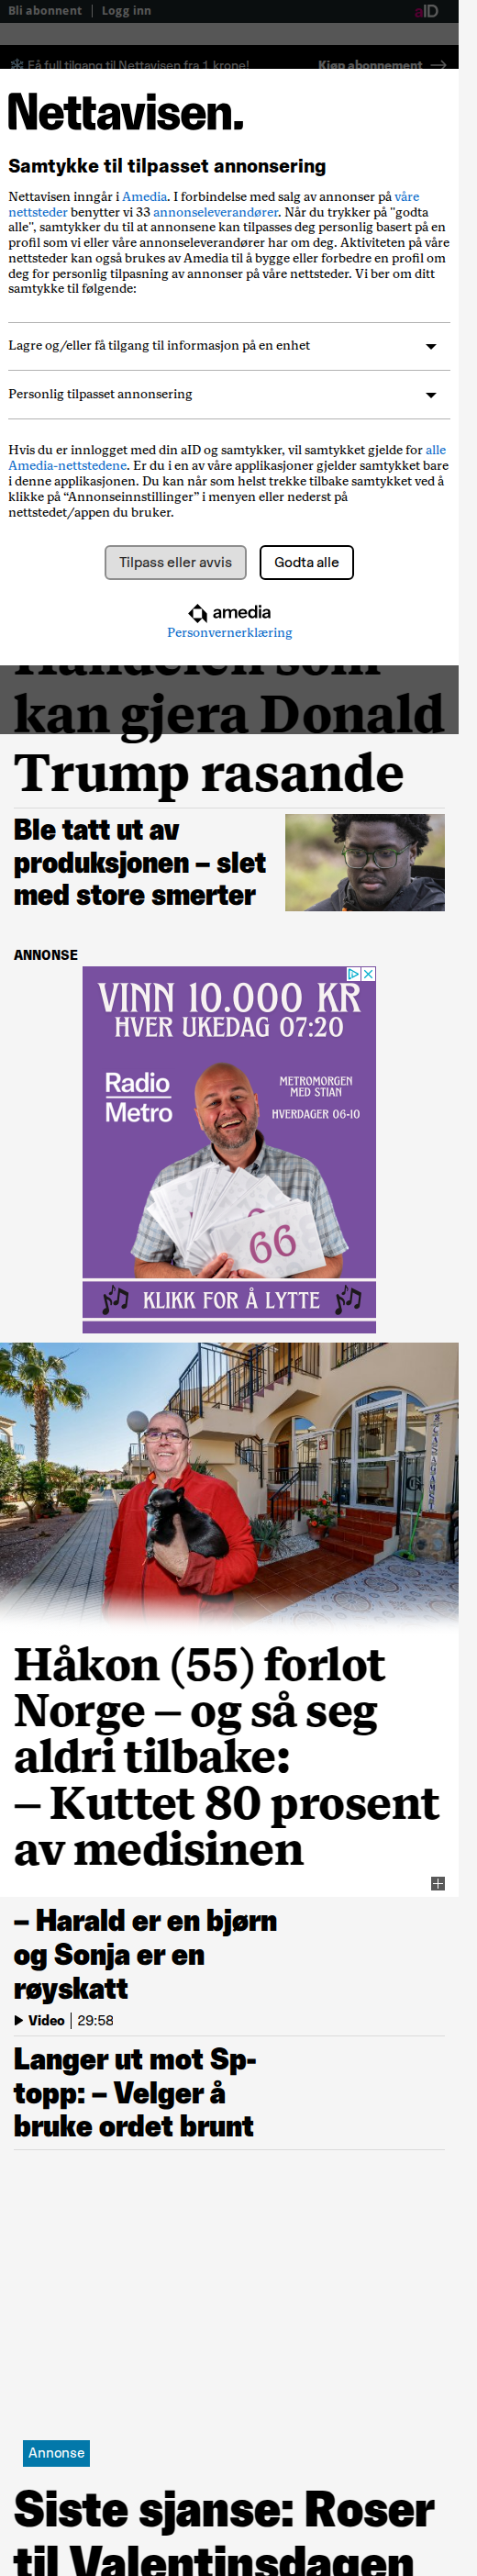 Bli abonnent | Logg inn
aID
Få full tilgang til Nettavisen fra 1 krone!
Kjøp abonnement →
Nettavisen.
Samtykke til tilpasset annonsering
Nettavisen inngår i Amedia. I forbindelse med salg av annonser på våre
nettsteder benytter vi 33 annonseleverandører. Når du trykker på "godta
alle", samtykker du til at annonsene kan tilpasses deg personlig basert på en
profil som vi eller våre annonseleverandører har om deg. Aktiviteten på våre
nettsteder kan også brukes av Amedia til å bygge eller forbedre en profil om
deg for personlig tilpasning av annonser på våre nettsteder. Vi ber om ditt
samtykke til følgende:
Lagre og/eller få tilgang til informasjon på en enhet
Personlig tilpasset annonsering
Hvis du er innlogget med din aID og samtykker, vil samtykket gjelde for alle
Amedia-nettstedene. Er du i en av våre applikasjoner gjelder samtykket bare
i denne applikasjonen. Du kan når som helst trekke tilbake samtykket ved å
klikke på “Annonseinnstillinger” i menyen eller nederst på
nettstedet/appen du bruker.
Tilpass eller avvis
Godta alle
amedia
Personvernerklæring
Handelen som
kan gjera Donald
Trump rasande
Ble tatt ut av
produksjonen – slet
med store smerter
ANNONSE
VINN 10.000 KR
HVER UKEDAG 07:20
Radio
Metro
METROMORGEN
MED STIAN
HVERDAGER 06-10
66
KLIKK FOR Å LYTTE
Håkon (55) forlot
Norge – og så seg
aldri tilbake:
– Kuttet 80 prosent
av medisinen
– Harald er en bjørn
og Sonja er en
røyskatt
Video | 29:58
Langer ut mot Sp-
topp: – Velger å
bruke ordet brunt
Annonse
Siste sjanse: Roser
til Valentinsdagen